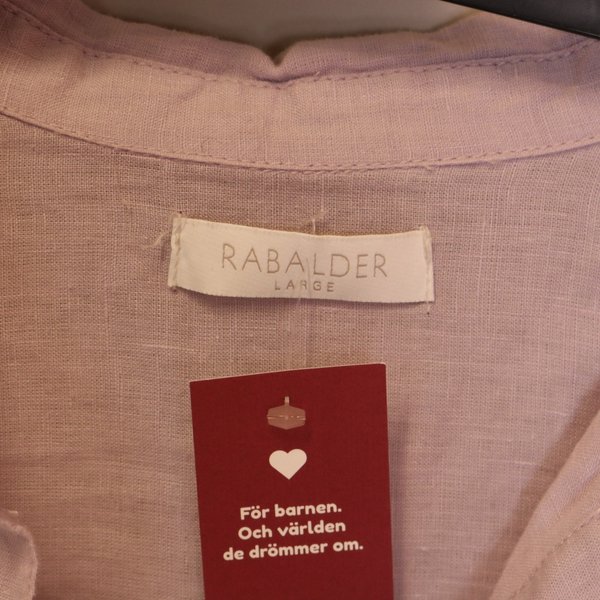 RABALDER
LARGE
För barnen.
Och världen
de drömmer om.